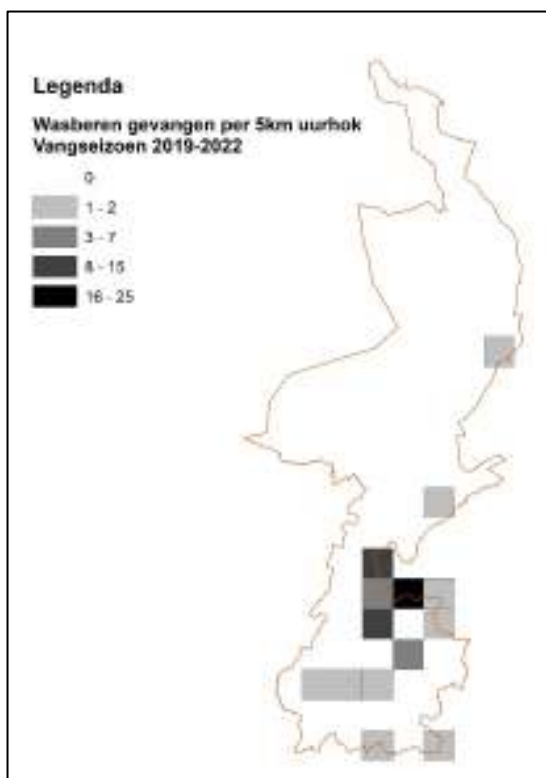 Legenda
Wasberen gevangen per 5km uurhok
Vangseizoen 2019-2022
0
1 - 2
3 - 7
8 - 15
16 - 25